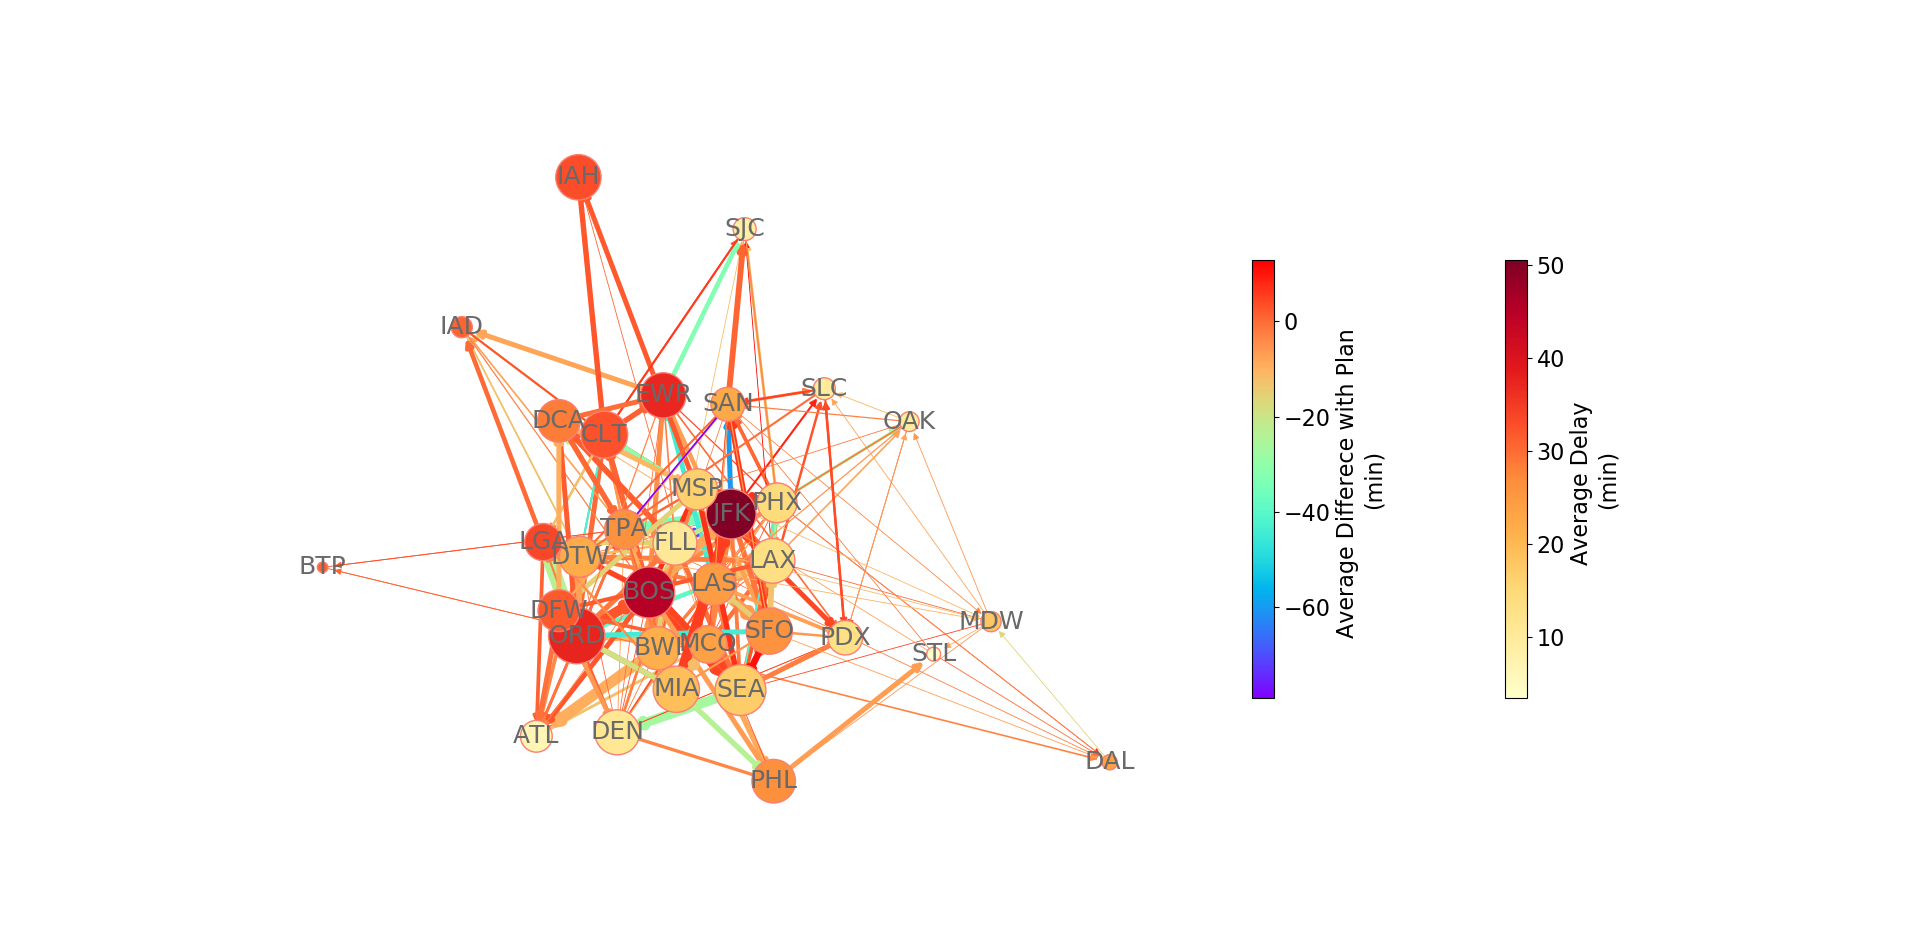 IAH
SJC
IAD
EWR
SAN
SLC
DCA
CLT
OAK
MSP
JFK
PHX
TPA
LGA
DTW
FLL
LAX
BTP
BOS
LAS
DFW
ORD
BWI
MCO
SFO
PDX
MDW
STL
MIA
SEA
ATL
DEN
PHL
DAL
0
−20
−40
−60
Average Differece with Plan
(min)
50
40
30
20
10
Average Delay
(min)